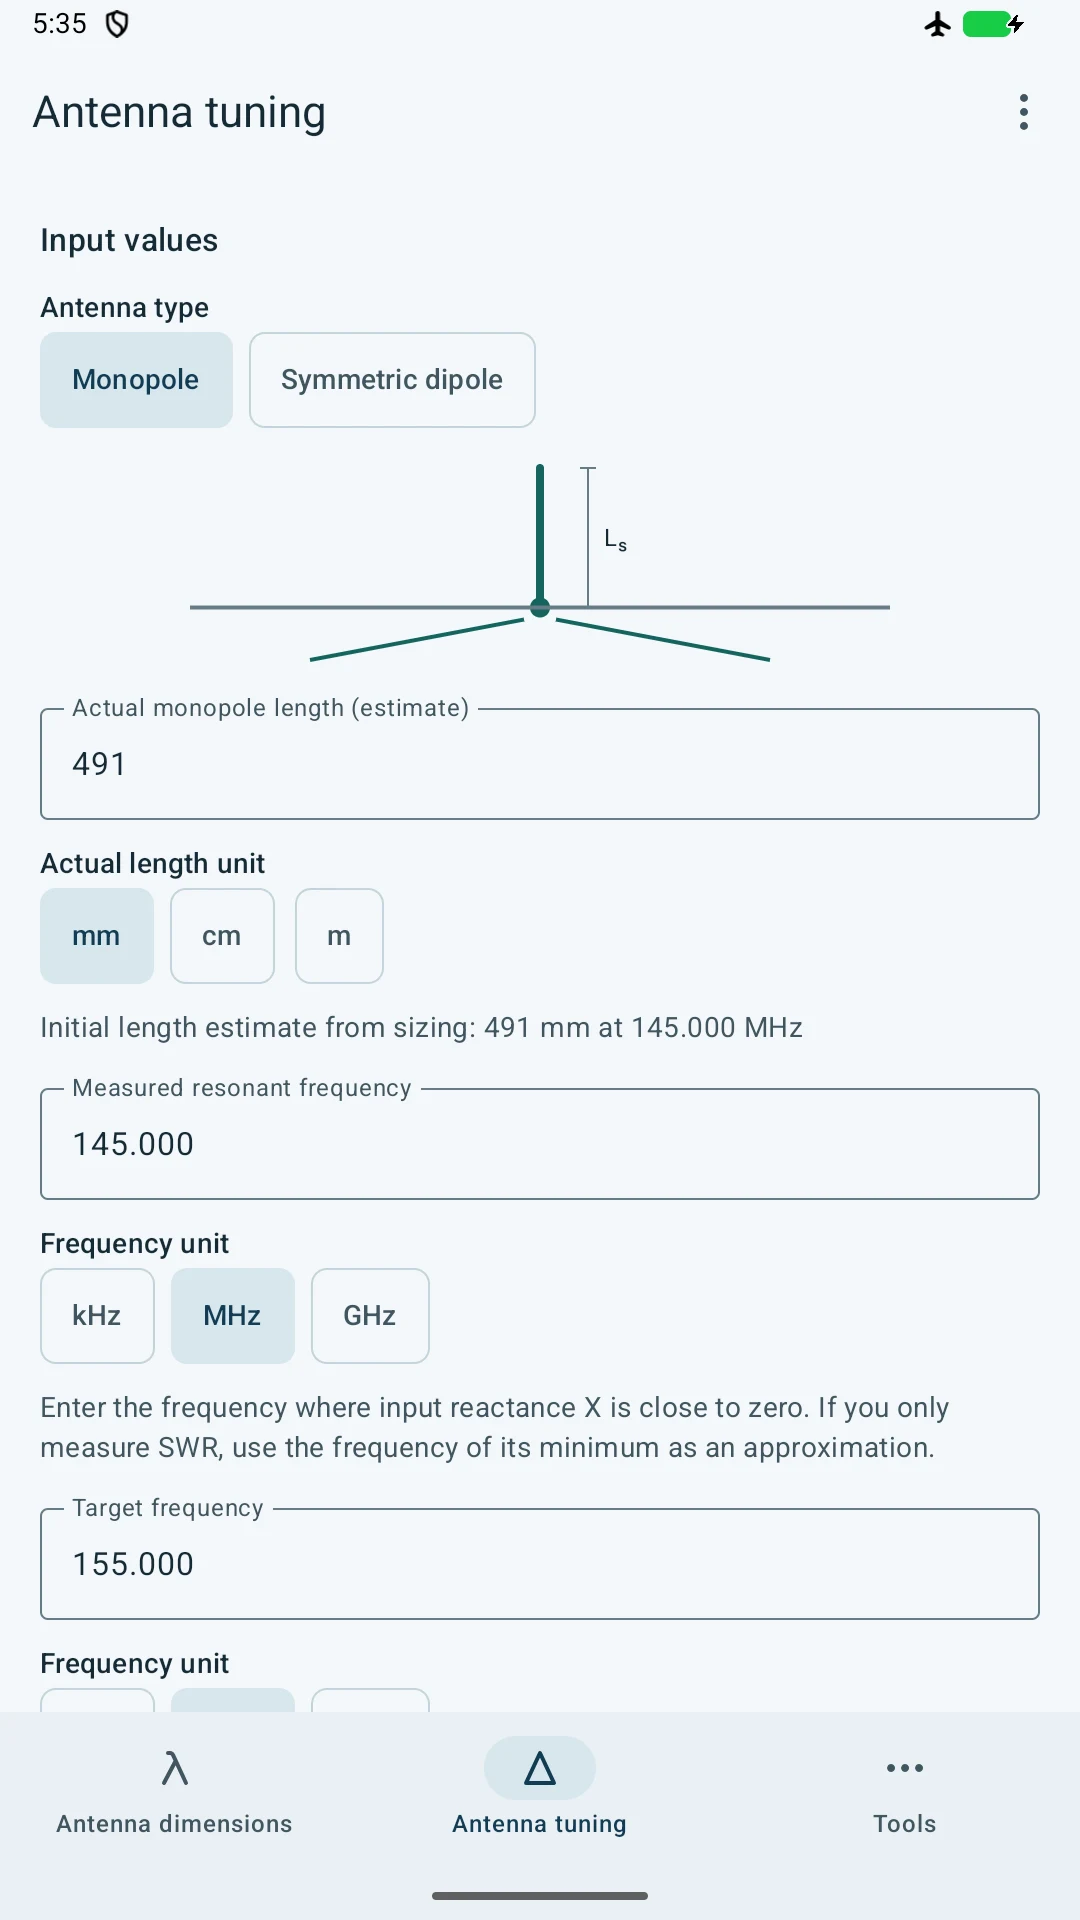 5:35
Antenna tuning
Input values
Antenna type
Monopole
Symmetric dipole
Ls
Actual monopole length (estimate)
491
Actual length unit
mm
cm
m
Initial length estimate from sizing: 491 mm at 145.000 MHz
Measured resonant frequency
145.000
Frequency unit
kHz
MHz
GHz
Enter the frequency where input reactance X is close to zero. If you only
measure SWR, use the frequency of its minimum as an approximation.
Target frequency
155.000
Frequency unit
λ
Δ
Antenna dimensions
Antenna tuning
Tools